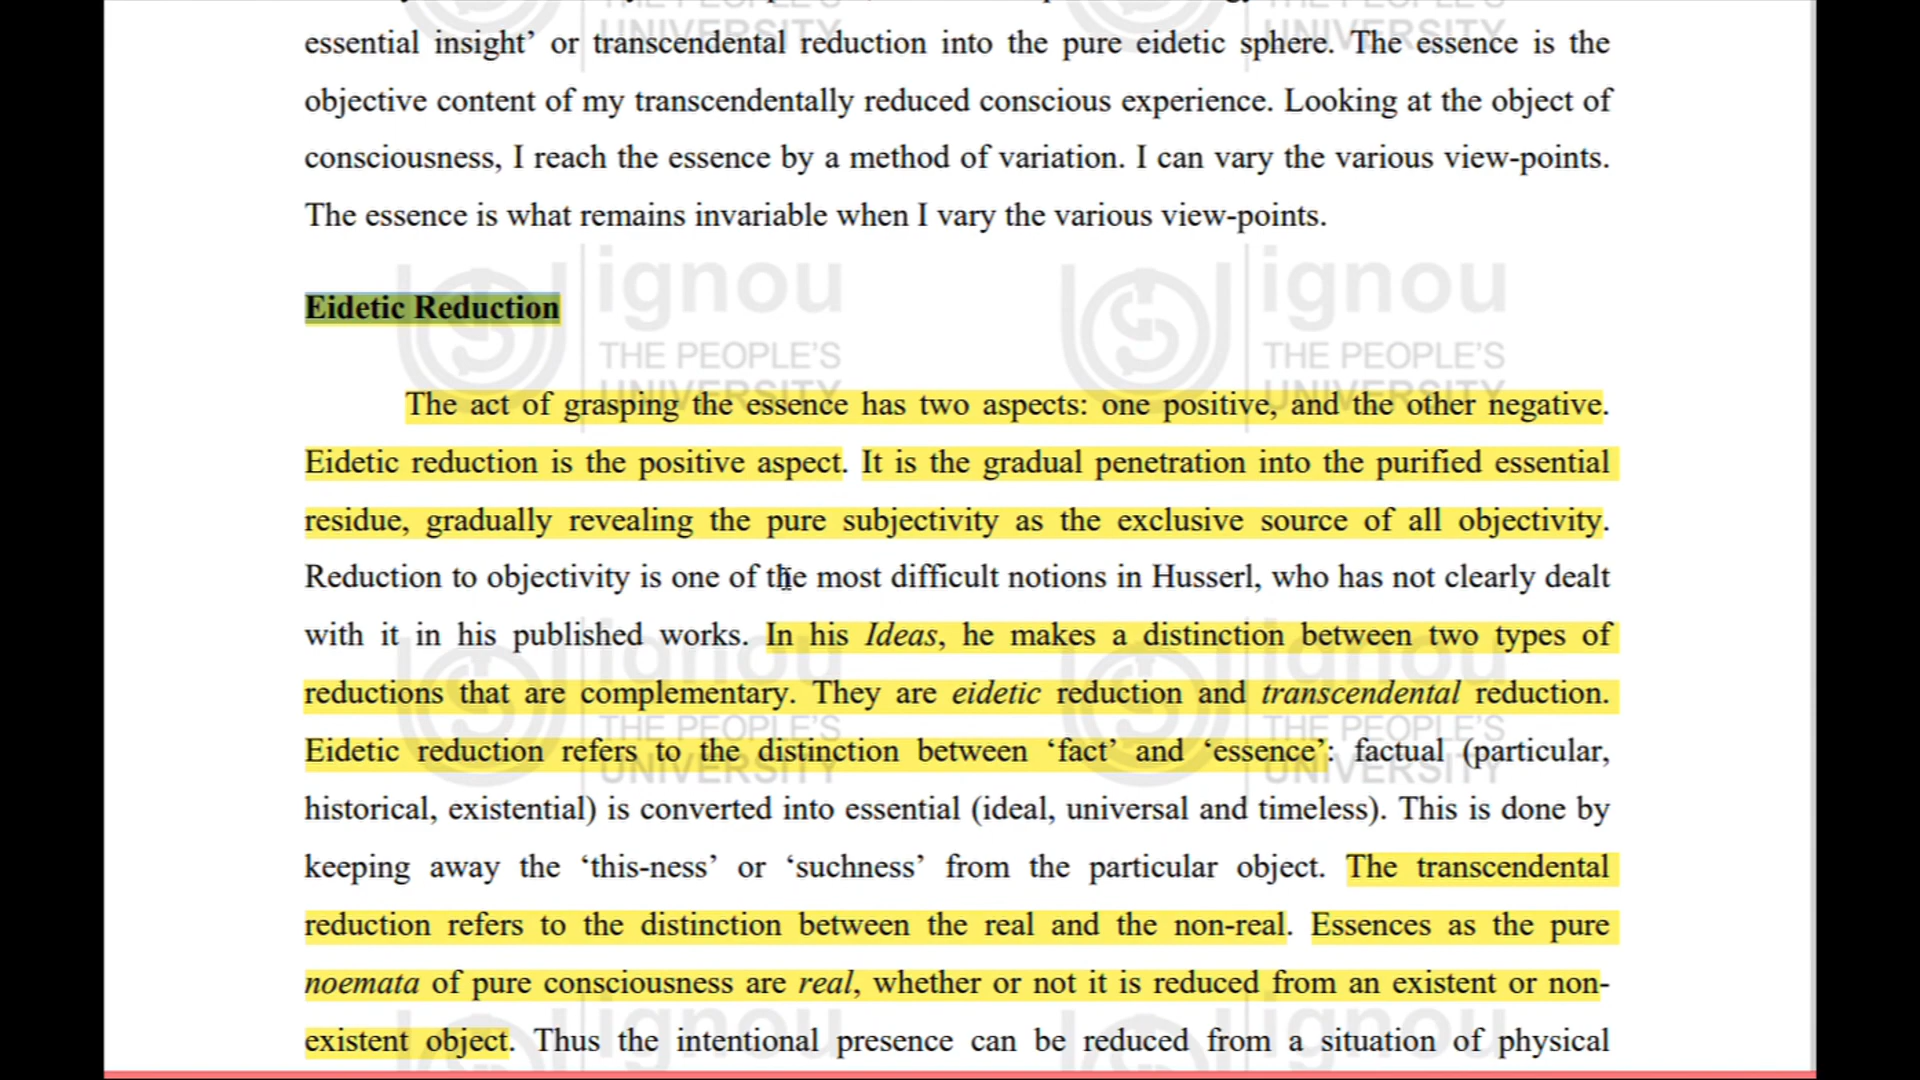 essential insight’ or transcendental reduction into the pure eidetic sphere. The essence is the
objective content of my transcendentally reduced conscious experience. Looking at the object of
consciousness, I reach the essence by a method of variation. I can vary the various view-points.
The essence is what remains invariable when I vary the various view-points.
ignou ignou
THE PEOPLE’S THE PEOPLE’S
UNIVERSITY UNIVERSITY
Eidetic Reduction
The act of grasping the essence has two aspects: one positive, and the other negative.
Eidetic reduction is the positive aspect. It is the gradual penetration into the purified essential
residue, gradually revealing the pure subjectivity as the exclusive source of all objectivity.
Reduction to objectivity is one of the most difficult notions in Husserl, who has not clearly dealt
with it in his published works. In his Ideas, he makes a distinction between two types of
reductions that are complementary. They are eidetic reduction and transcendental reduction.
Eidetic reduction refers to the distinction between ‘fact’ and ‘essence’: factual (particular,
historical, existential) is converted into essential (ideal, universal and timeless). This is done by
keeping away the ‘this-ness’ or ‘suchness’ from the particular object. The transcendental
reduction refers to the distinction between the real and the non-real. Essences as the pure
noemata of pure consciousness are real, whether or not it is reduced from an existent or non-
existent object. Thus the intentional presence can be reduced from a situation of physical